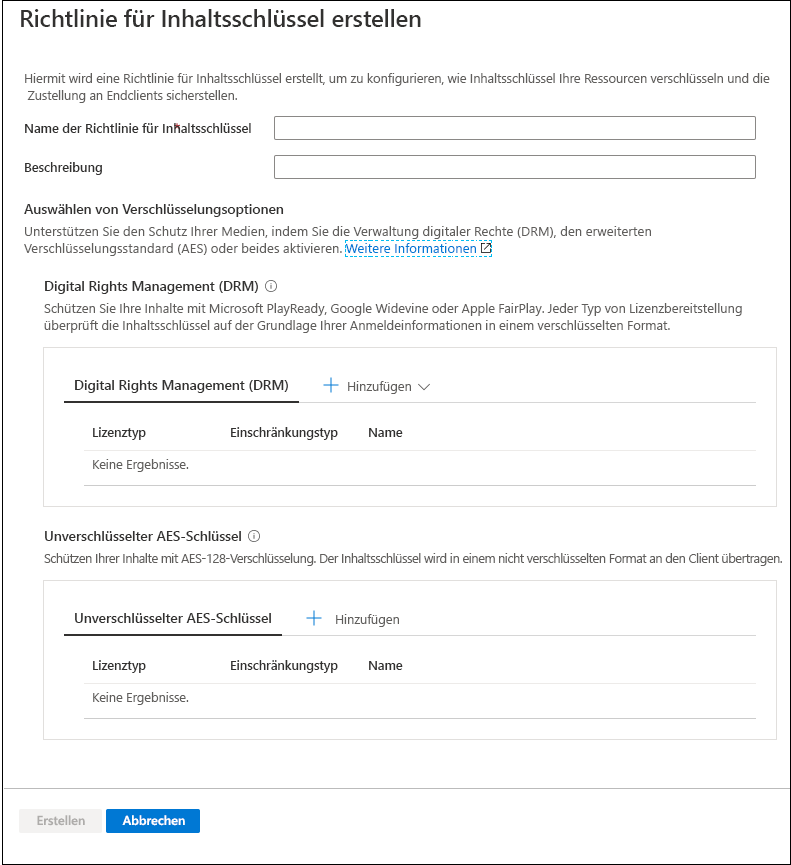 Richtlinie für Inhaltsschlüssel erstellen
Hiermit wird eine Richtlinie für Inhaltsschlüssel erstellt, um zu konfigurieren, wie Inhaltsschlüssel Ihre Ressourcen verschlüsseln und die
Zustellung an Endclients sicherstellen.
Name der Richtlinie für Inhaltsschlüssel *
Beschreibung
Auswählen von Verschlüsselungsoptionen
Unterstützen Sie den Schutz Ihrer Medien, indem Sie die Verwaltung digitaler Rechte (DRM), den erweiterten
Verschlüsselungsstandard (AES) oder beides aktivieren. Weitere Informationen
Digital Rights Management (DRM)
Schützen Sie Ihre Inhalte mit Microsoft PlayReady, Google Widevine oder Apple FairPlay. Jeder Typ von Lizenzbereitstellung
überprüft die Inhaltsschlüssel auf der Grundlage Ihrer Anmeldeinformationen in einem verschlüsselten Format.
Digital Rights Management (DRM) Hinzufügen
Lizenztyp Einschränkungstyp Name
Keine Ergebnisse.
Unverschlüsselter AES-Schlüssel
Schützen Ihrer Inhalte mit AES-128-Verschlüsselung. Der Inhaltsschlüssel wird in einem nicht verschlüsselten Format an den Client übertragen.
Unverschlüsselter AES-Schlüssel Hinzufügen
Lizenztyp Einschränkungstyp Name
Keine Ergebnisse.
Erstellen Abbrechen